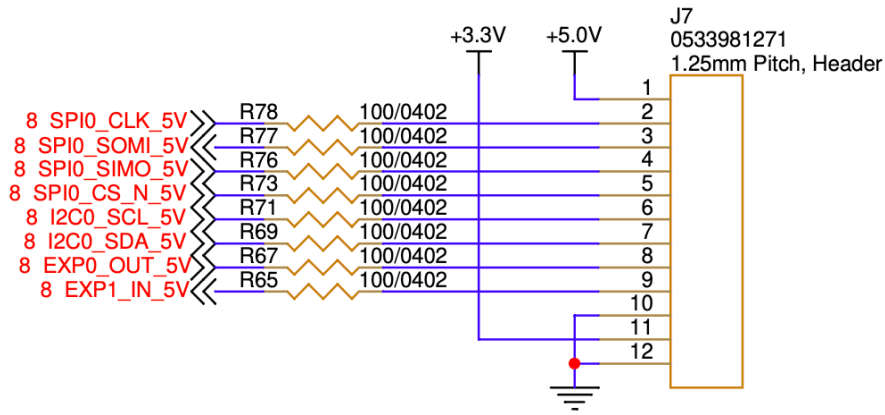 J7
0533981271
1.25mm Pitch, Header
+3.3V +5.0V
1
8 SPI0_CLK_5V R78 100/0402 2
8 SPI0_SOMI_5V R77 100/0402 3
8 SPI0_SIMO_5V R76 100/0402 4
8 SPI0_CS_N_5V R73 100/0402 5
8 I2C0_SCL_5V R71 100/0402 6
8 I2C0_SDA_5V R69 100/0402 7
8 EXP0_OUT_5V R67 100/0402 8
8 EXP1_IN_5V R65 100/0402 9
10
11
12